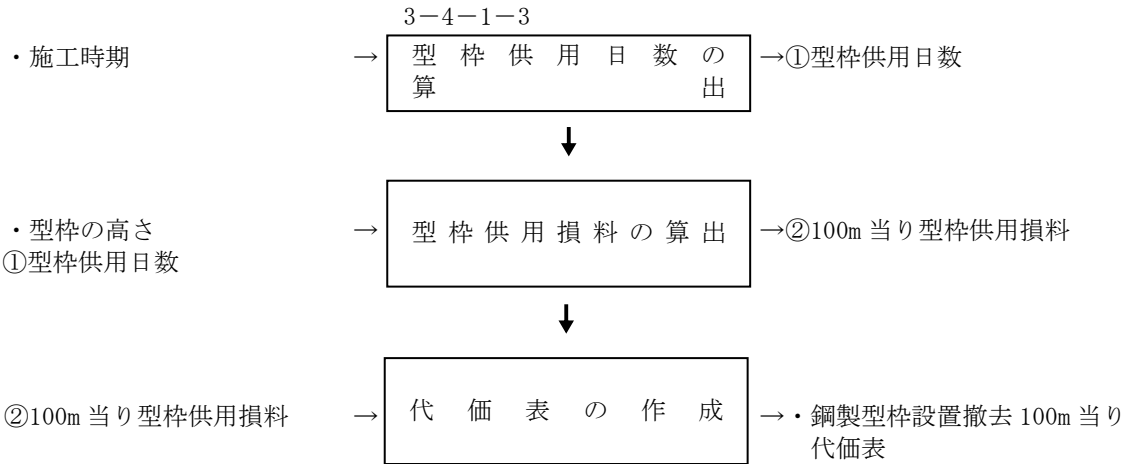 3－4－1－3
・施工時期 → 型枠供用日数の →①型枠供用日数
算出
・型枠の高さ → 型枠供用損料の算出 →②100m 当り型枠供用損料
①型枠供用日数
②100m 当り型枠供用損料 → 代価表の作成 →・鋼製型枠設置撤去 100m 当り
代価表